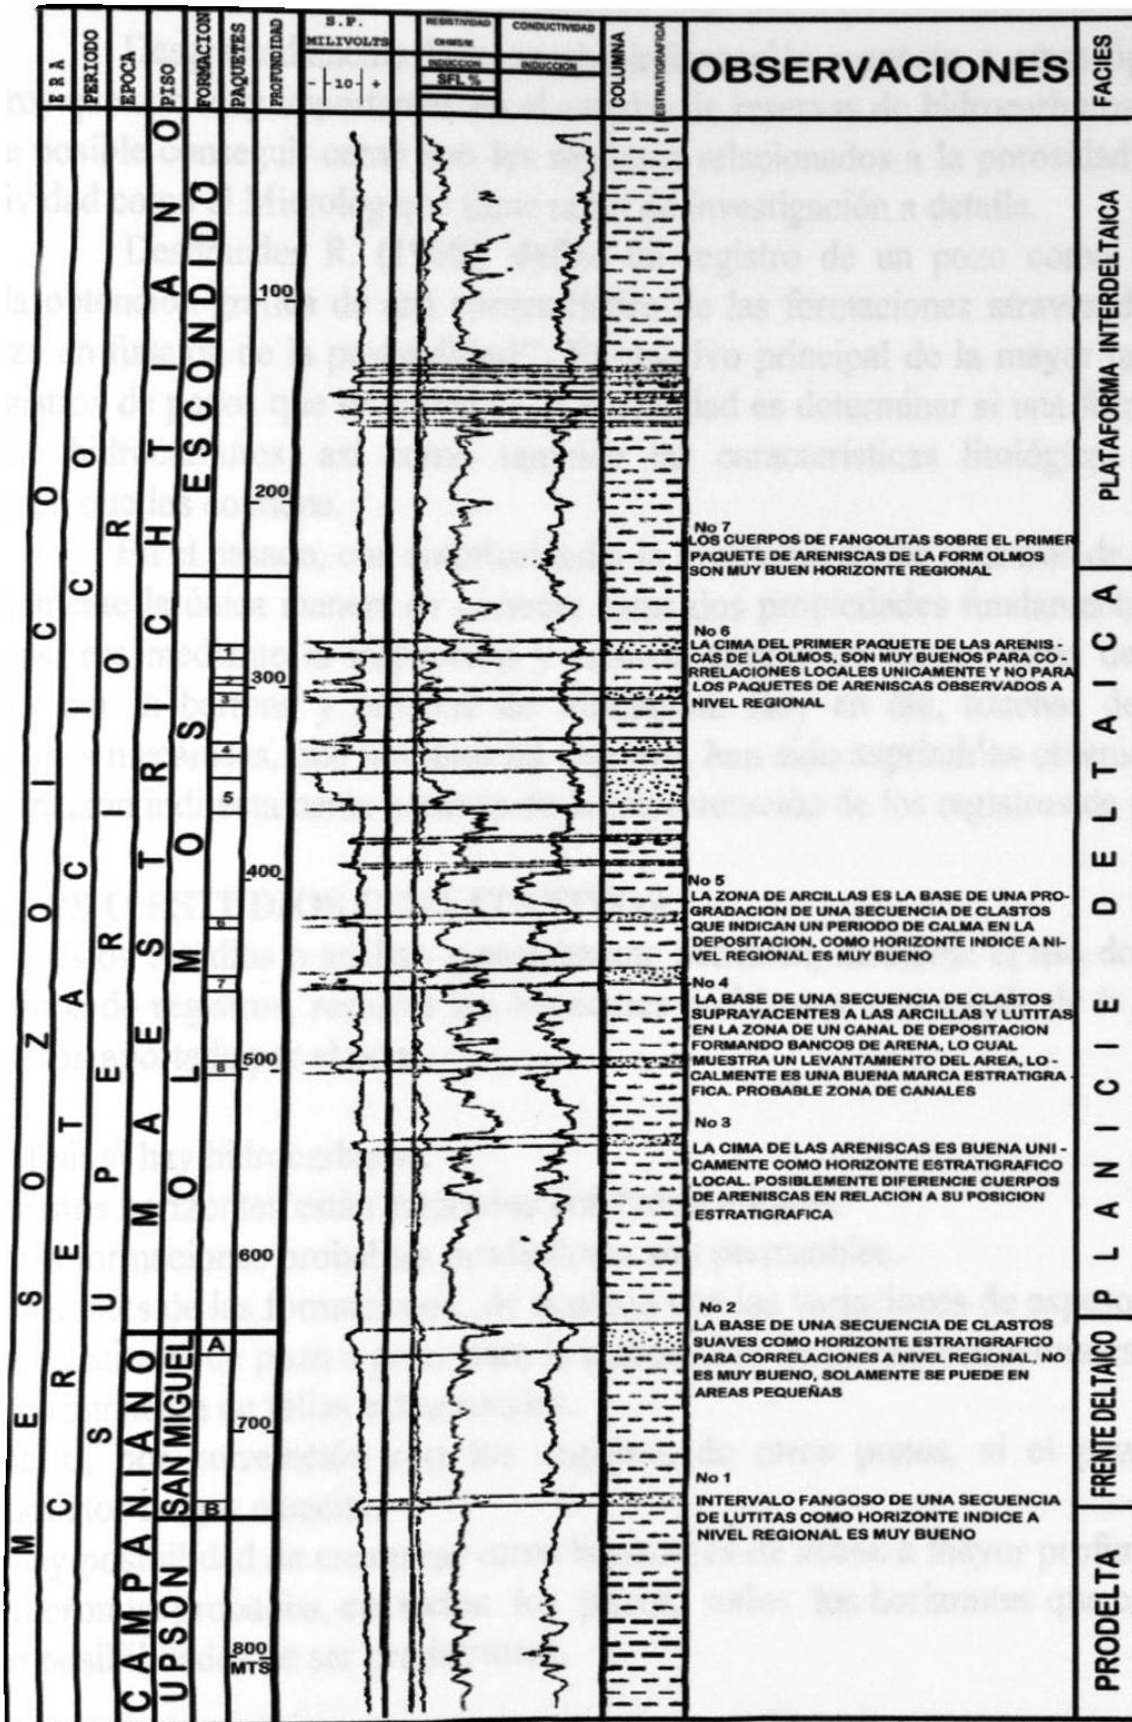 ERA
PERIODO
EPOCA
PISO
FORMACION
PAQUETES
PROFUNDIDAD
S.P.
MILIVOLTS
- 10 +
RESISTIVIDAD
OHMS/M
INDUCCION
SFL %
CONDUCTIVIDAD
INDUCCION
COLUMNA
ESTRATIGRAFICA
OBSERVACIONES
FACIES
MESOZOICO
CRETACICO
SUPERIOR
MAESTRICHTIANO
CAMPANIANO
ESCONDIDO
OLMOS
SAN MIGUEL
UPSON
1
2
3
4
5
6
7
8
A
B
100
200
300
400
500
600
700
800
MTS
No 7
LOS CUERPOS DE FANGOLITAS SOBRE EL PRIMER
PAQUETE DE ARENISCAS DE LA FORM OLMOS
SON MUY BUEN HORIZONTE REGIONAL
No 6
LA CIMA DEL PRIMER PAQUETE DE LAS ARENIS-
CAS DE LA OLMOS, SON MUY BUENOS PARA CO-
RRELACIONES LOCALES UNICAMENTE Y NO PARA
LOS PAQUETES DE ARENISCAS OBSERVADOS A
NIVEL REGIONAL
No 5
LA ZONA DE ARCILLAS ES LA BASE DE UNA PRO-
GRADACION DE UNA SECUENCIA DE CLASTOS
QUE INDICAN UN PERIODO DE CALMA EN LA
DEPOSITACION, COMO HORIZONTE INDICE A NI-
VEL REGIONAL ES MUY BUENO
No 4
LA BASE DE UNA SECUENCIA DE CLASTOS
SUPRAYACENTES A LAS ARCILLAS Y LUTITAS
EN LA ZONA DE UN CANAL DE DEPOSITACION
FORMANDO BANCOS DE ARENA, LO CUAL
MUESTRA UN LEVANTAMIENTO DEL AREA, LO-
CALMENTE ES UNA BUENA MARCA ESTRATIGRA-
FICA. PROBABLE ZONA DE CANALES
No 3
LA CIMA DE LAS ARENISCAS ES BUENA UNI-
CAMENTE COMO HORIZONTE ESTRATIGRAFICO
LOCAL. POSIBLEMENTE DIFERENCIE CUERPOS
DE ARENISCAS EN RELACION A SU POSICION
ESTRATIGRAFICA
No 2
LA BASE DE UNA SECUENCIA DE CLASTOS
SUAVES COMO HORIZONTE ESTRATIGRAFICO
PARA CORRELACIONES A NIVEL REGIONAL, NO
ES MUY BUENO, SOLAMENTE SE PUEDE EN
AREAS PEQUEÑAS
No 1
INTERVALO FANGOSO DE UNA SECUENCIA
DE LUTITAS COMO HORIZONTE INDICE A
NIVEL REGIONAL ES MUY BUENO
PLATAFORMA INTERDELTAICA
PLANICIE DELTAICA
FRENTE DELTAICO
PRODELTA